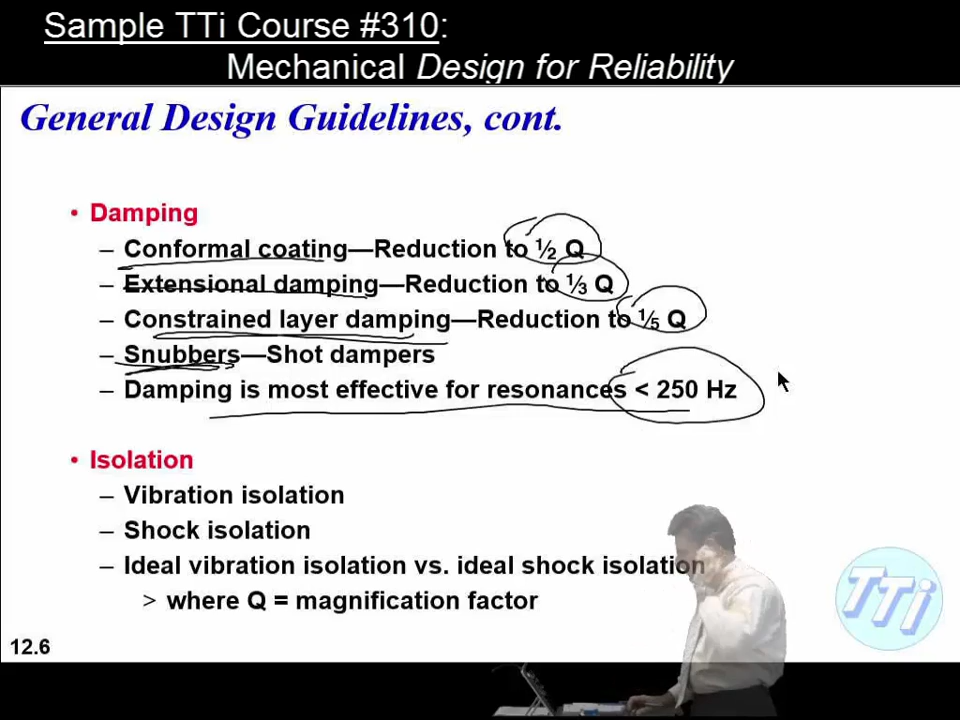 Sample TTi Course #310:
Mechanical Design for Reliability
General Design Guidelines, cont.
• Damping
– Conformal coating—Reduction to ½ Q
– Extensional damping—Reduction to ⅓ Q
– Constrained layer damping—Reduction to ⅕ Q
– Snubbers—Shot dampers
– Damping is most effective for resonances < 250 Hz
• Isolation
– Vibration isolation
– Shock isolation
– Ideal vibration isolation vs. ideal shock isolation
> where Q = magnification factor
TTi
12.6